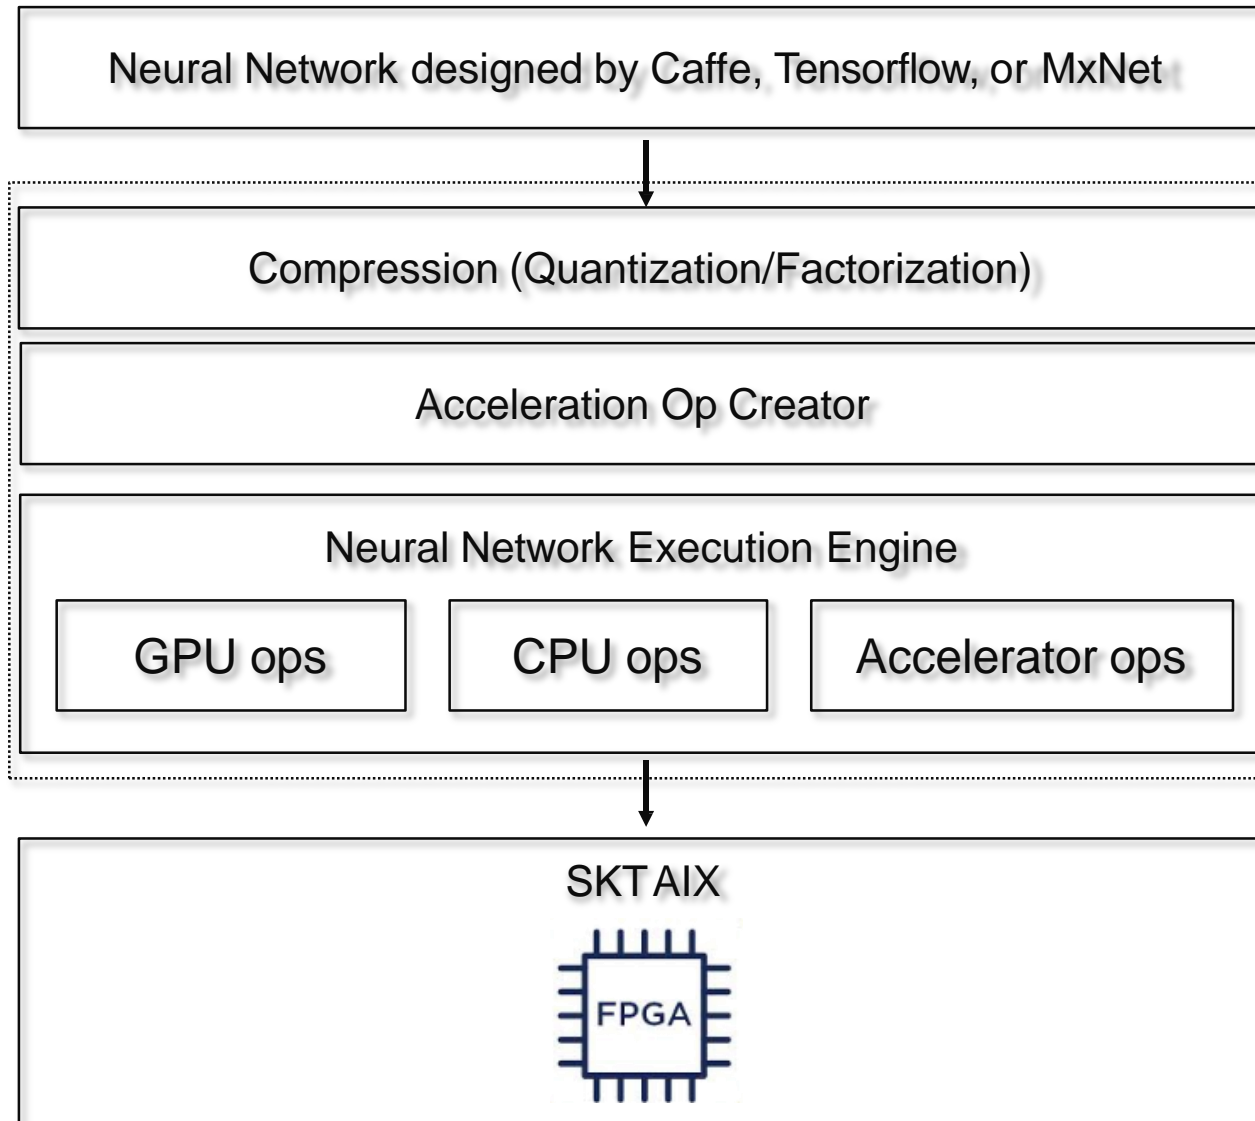 Neural Network designed by Caffe, Tensorflow, or MxNet
Compression (Quantization/Factorization)
Acceleration Op Creator
Neural Network Execution Engine
GPU ops
CPU ops
Accelerator ops
SKT AIX
FPGA